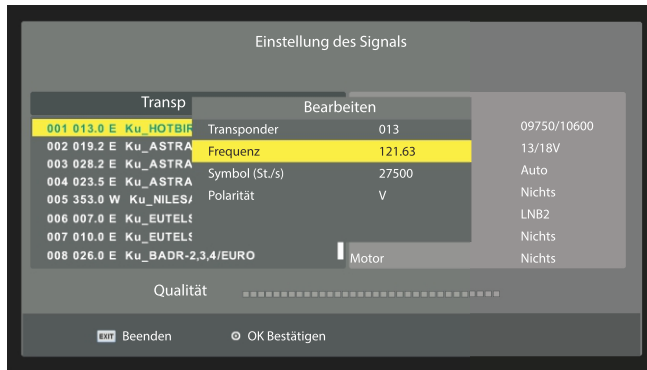 Einstellung des Signals
Transp
Bearbeiten
001 013.0 E Ku_HOTBIR
002 019.2 E Ku_ASTRA
003 028.2 E Ku_ASTRA
004 023.5 E Ku_ASTRA
005 353.0 W Ku_NILESA
006 007.0 E Ku_EUTELS
007 010.0 E Ku_EUTELS
008 026.0 E Ku_BADR-2,3,4/EURO
Transponder 013
Frequenz 121.63
Symbol (St./s) 27500
Polarität V
09750/10600
13/18V
Auto
Nichts
LNB2
Nichts
Motor Nichts
Qualität
EXIT Beenden
OK Bestätigen